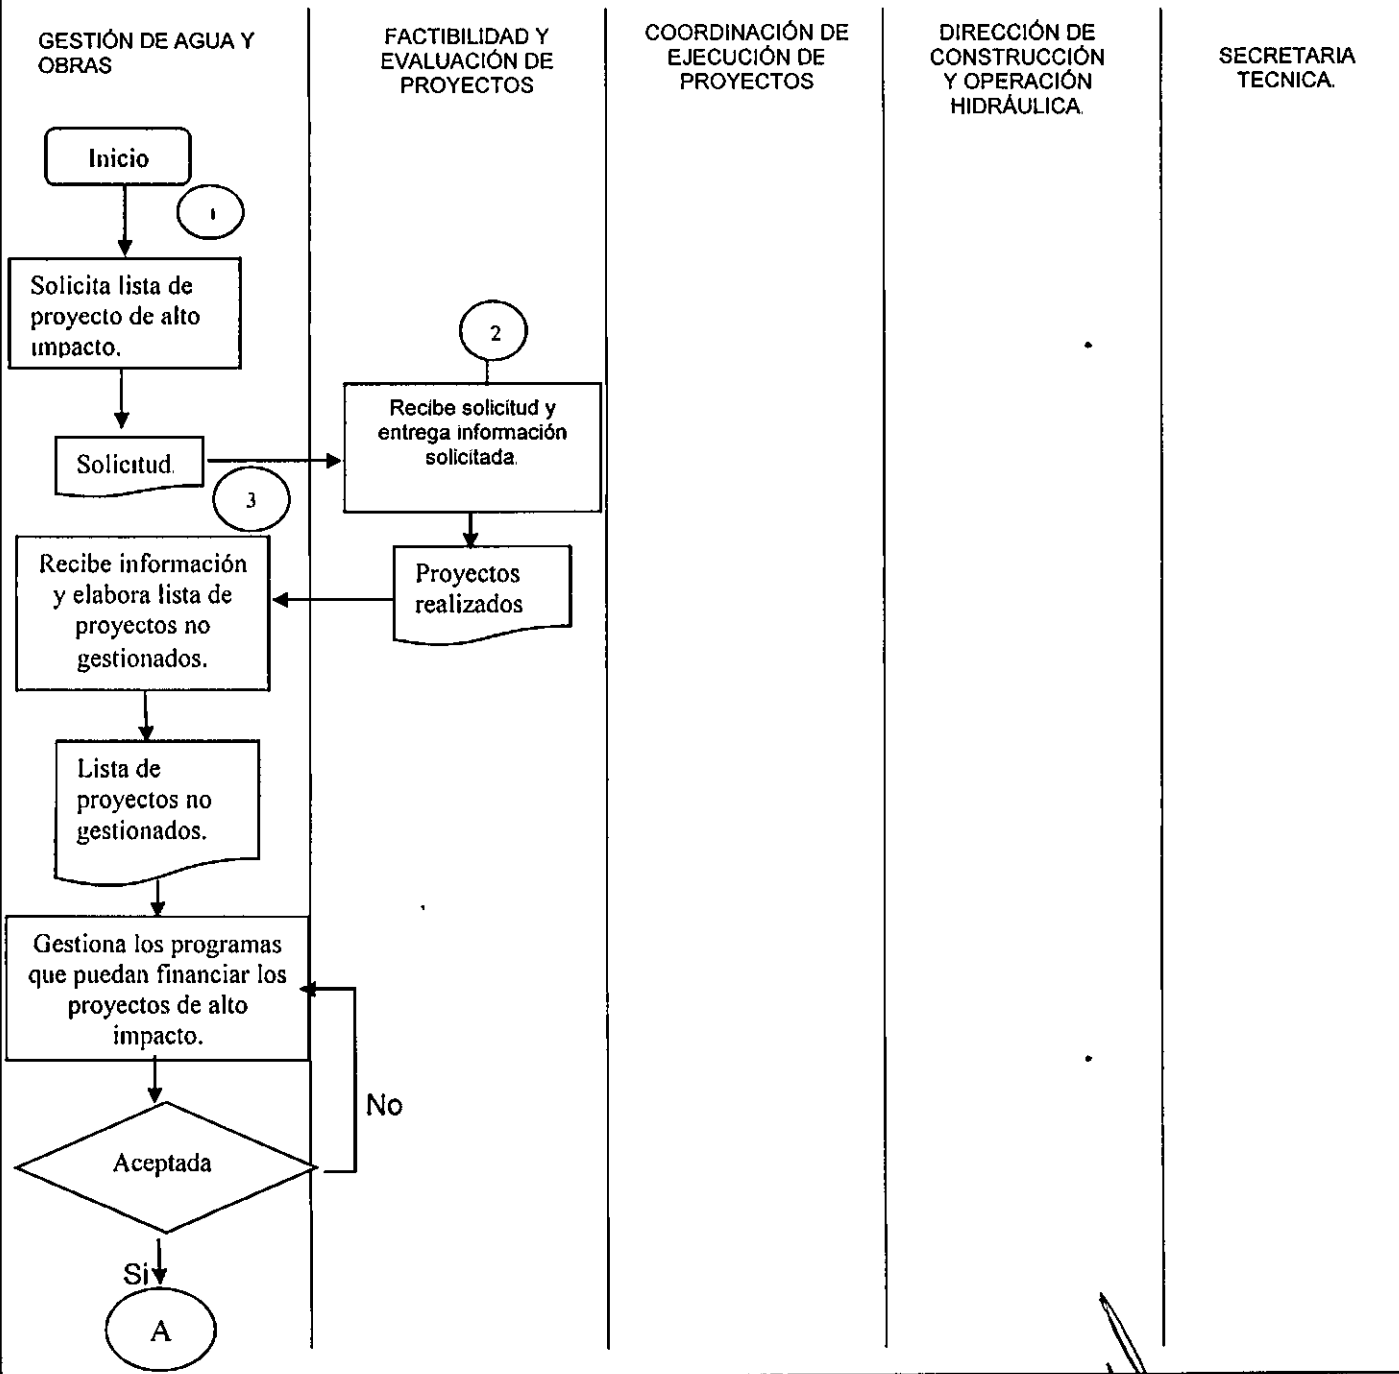 GESTIÓN DE AGUA Y
OBRAS
FACTIBILIDAD Y
EVALUACIÓN DE
PROYECTOS
COORDINACIÓN DE
EJECUCIÓN DE
PROYECTOS
DIRECCIÓN DE
CONSTRUCCIÓN
Y OPERACIÓN
HIDRÁULICA.
SECRETARIA
TECNICA.
Inicio
1
Solicita lista de
proyecto de alto
impacto.
2
Recibe solicitud y
entrega información
solicitada.
Solicitud.
3
Recibe información
y elabora lista de
proyectos no
gestionados.
Proyectos
realizados
Lista de
proyectos no
gestionados.
Gestiona los programas
que puedan financiar los
proyectos de alto
impacto.
No
Aceptada
Si
A